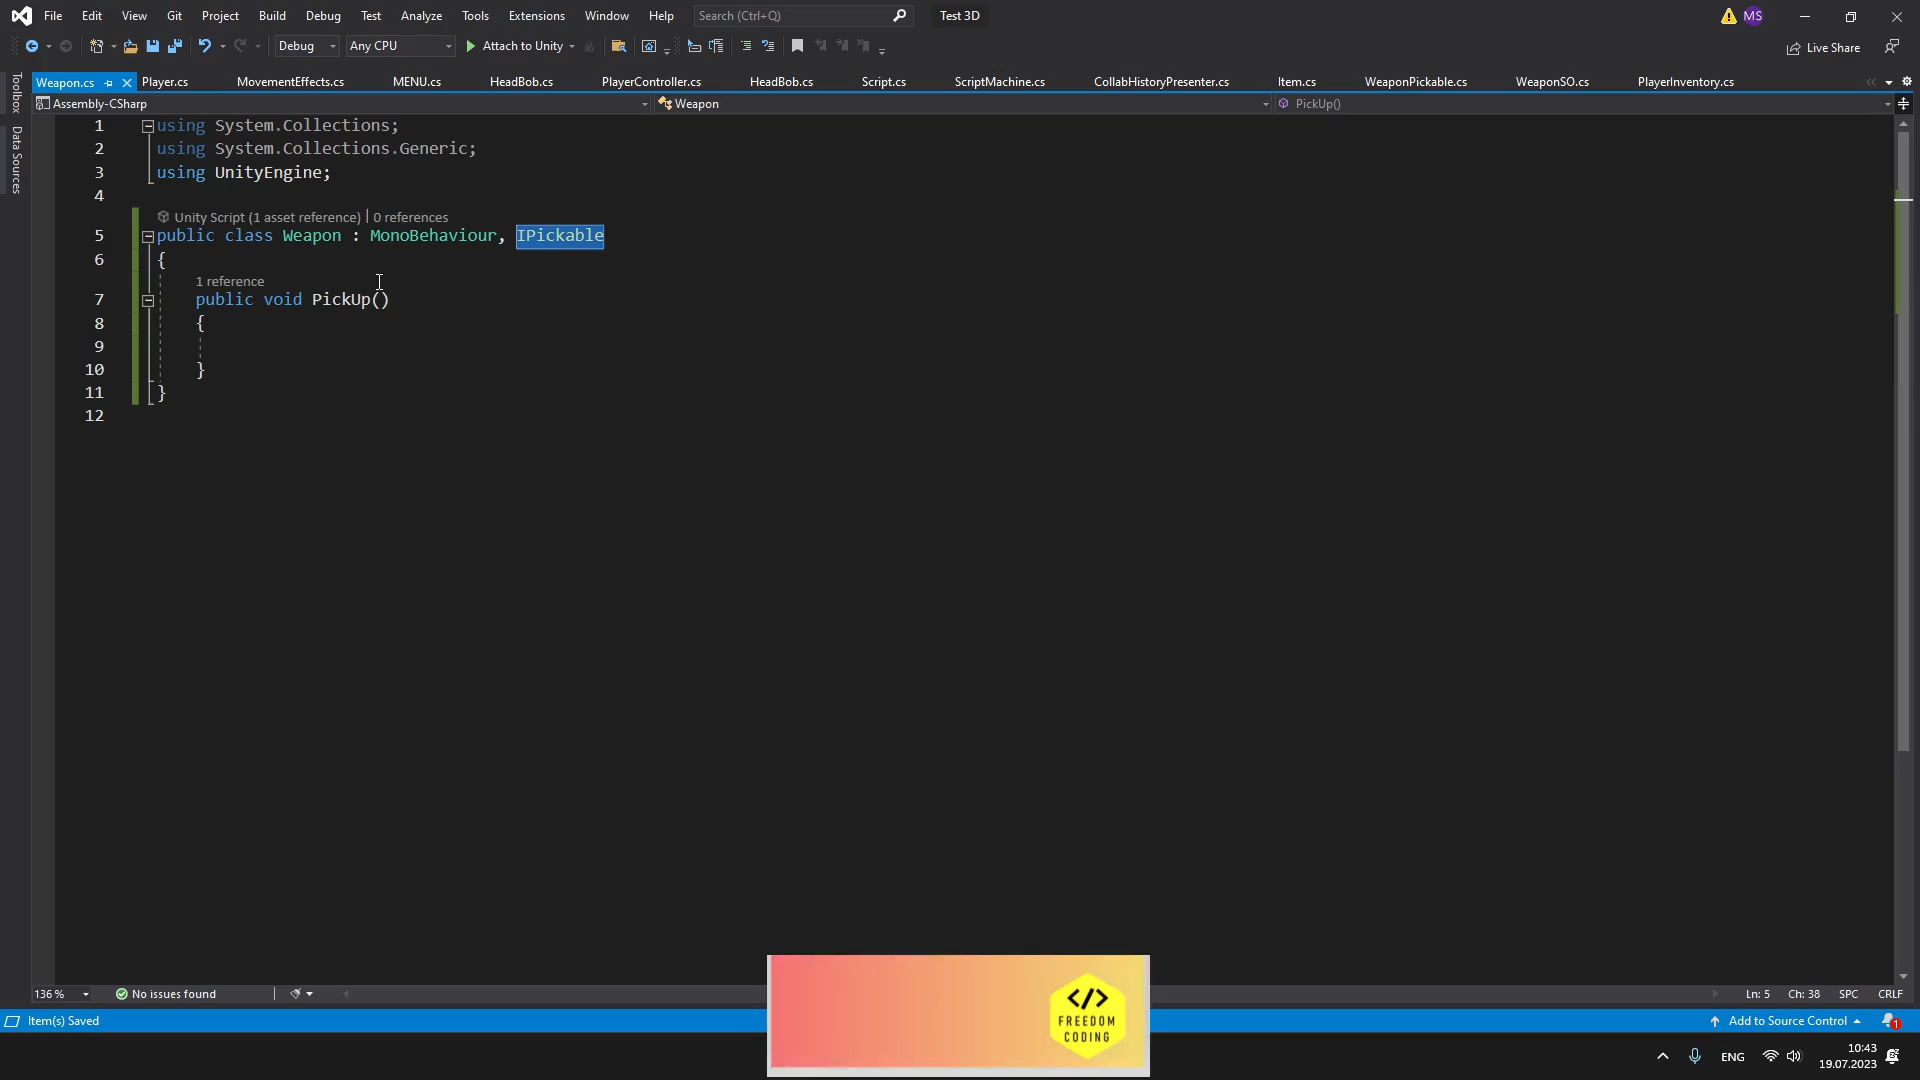 File Edit View Git Project Build Debug Test Analyze Tools Extensions Window Help Search (Ctrl+Q) Test 3D MS
Debug Any CPU Attach to Unity Live Share
Weapon.cs Player.cs MovementEffects.cs MENU.cs HeadBob.cs PlayerController.cs HeadBob.cs Script.cs ScriptMachine.cs CollabHistoryPresenter.cs Item.cs WeaponPickable.cs WeaponSO.cs PlayerInventory.cs
Assembly-CSharp Weapon PickUp()
Toolbox
Data Sources
1 using System.Collections;
2 using System.Collections.Generic;
3 using UnityEngine;
4
Unity Script (1 asset reference) | 0 references
5 public class Weapon : MonoBehaviour, IPickable
6 {
1 reference
7 public void PickUp()
8 {
9
10 }
11 }
12
136 % No issues found Ln: 5 Ch: 38 SPC CRLF
Item(s) Saved Add to Source Control 1
</>
FREEDOM
CODING
ENG 10:43
19.07.2023